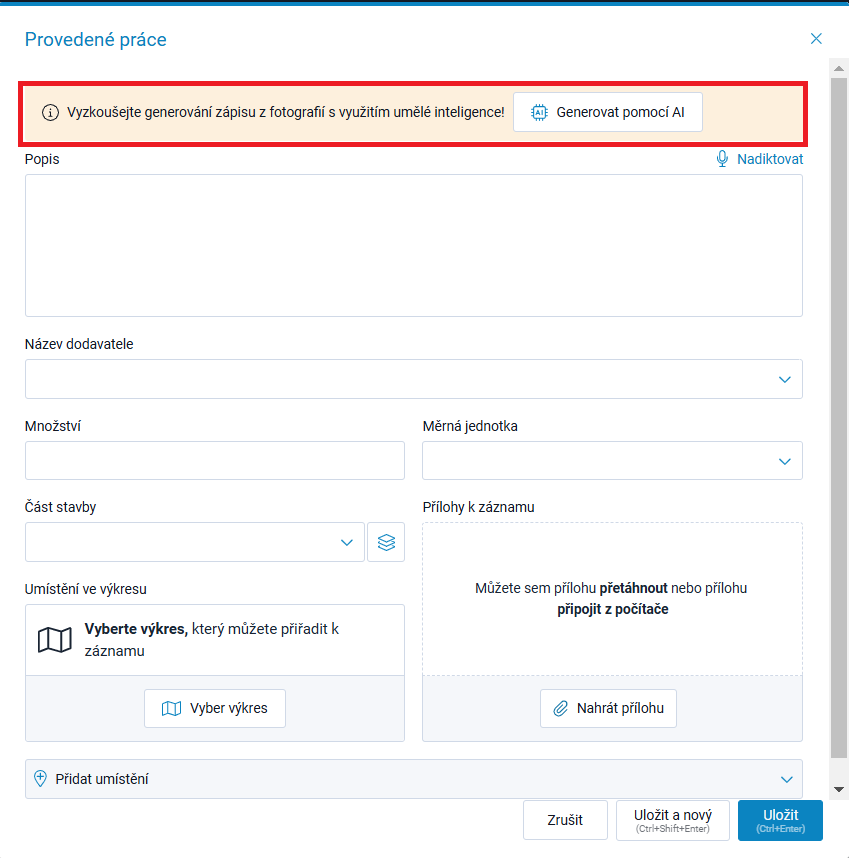 Provedené práce
Vyzkoušejte generování zápisu z fotografií s využitím umělé inteligence!
AI
Generovat pomocí AI
Popis
Nadiktovat
Název dodavatele
Množství
Měrná jednotka
Část stavby
Přílohy k záznamu
Můžete sem přílohu přetáhnout nebo přílohu
připojit z počítače
Umístění ve výkresu
Vyberte výkres, který můžete přiřadit k
záznamu
Vyber výkres
Nahrát přílohu
Přidat umístění
Zrušit
Uložit a nový
(Ctrl+Shift+Enter)
Uložit
(Ctrl+Enter)